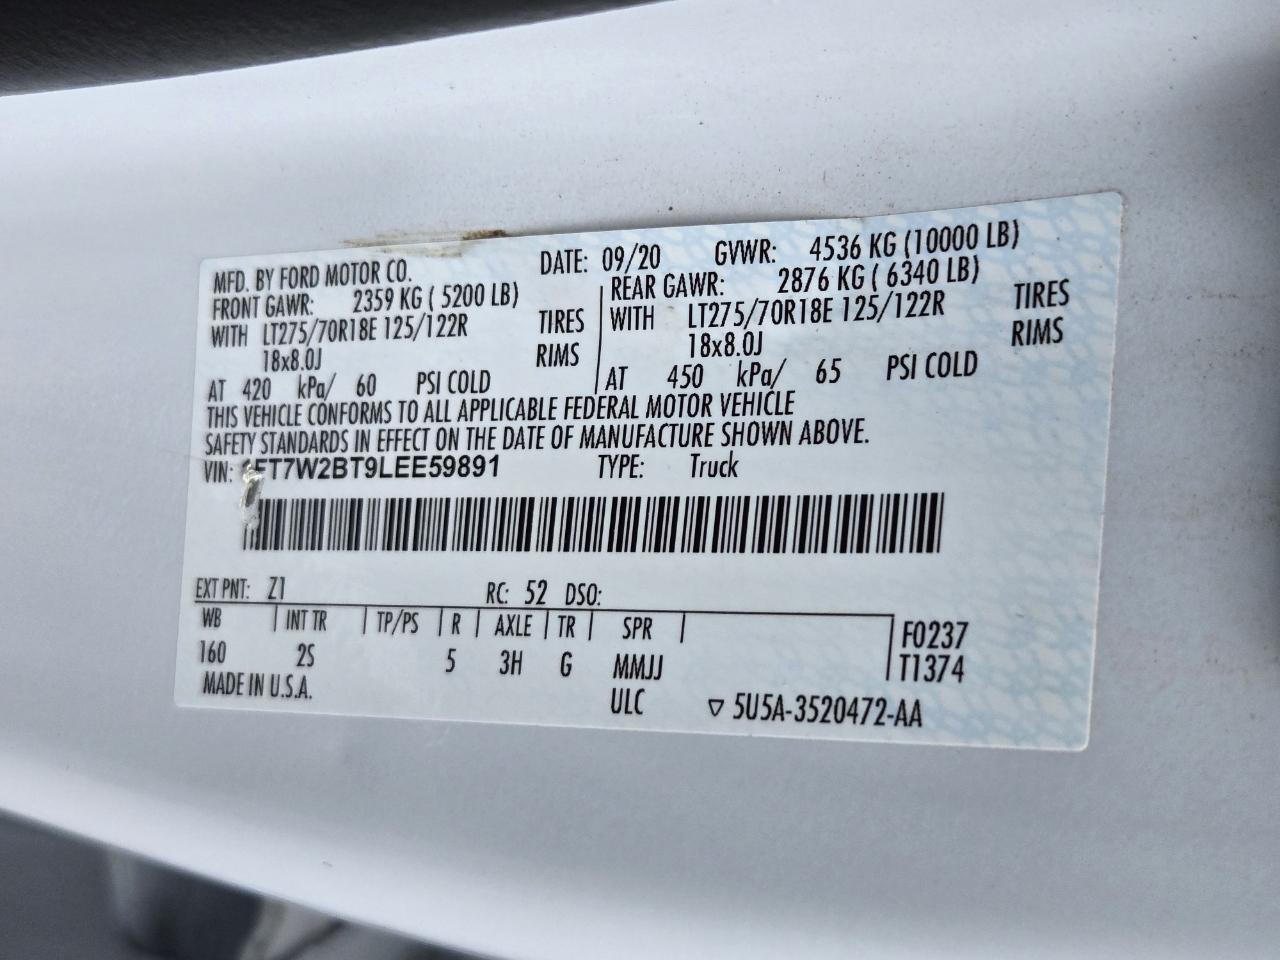 MFD. BY FORD MOTOR CO. DATE: 09/20 GVWR: 4536 KG (10000 LB)
FRONT GAWR: 2359 KG ( 5200 LB) REAR GAWR: 2876 KG ( 6340 LB)
WITH LT275/70R18E 125/122R TIRES WITH LT275/70R18E 125/122R TIRES
18x8.0J RIMS 18x8.0J RIMS
AT 420 kPa/ 60 PSI COLD AT 450 kPa/ 65 PSI COLD
THIS VEHICLE CONFORMS TO ALL APPLICABLE FEDERAL MOTOR VEHICLE
SAFETY STANDARDS IN EFFECT ON THE DATE OF MANUFACTURE SHOWN ABOVE.
VIN: 1FT7W2BT9LEE59891 TYPE: Truck
EXT PNT: Z1 RC: 52 DSO:
WB INT TR TP/PS R AXLE TR SPR F0237
160 2S 5 3H G MMJJ T1374
MADE IN U.S.A. ULC ▽ 5U5A-3520472-AA